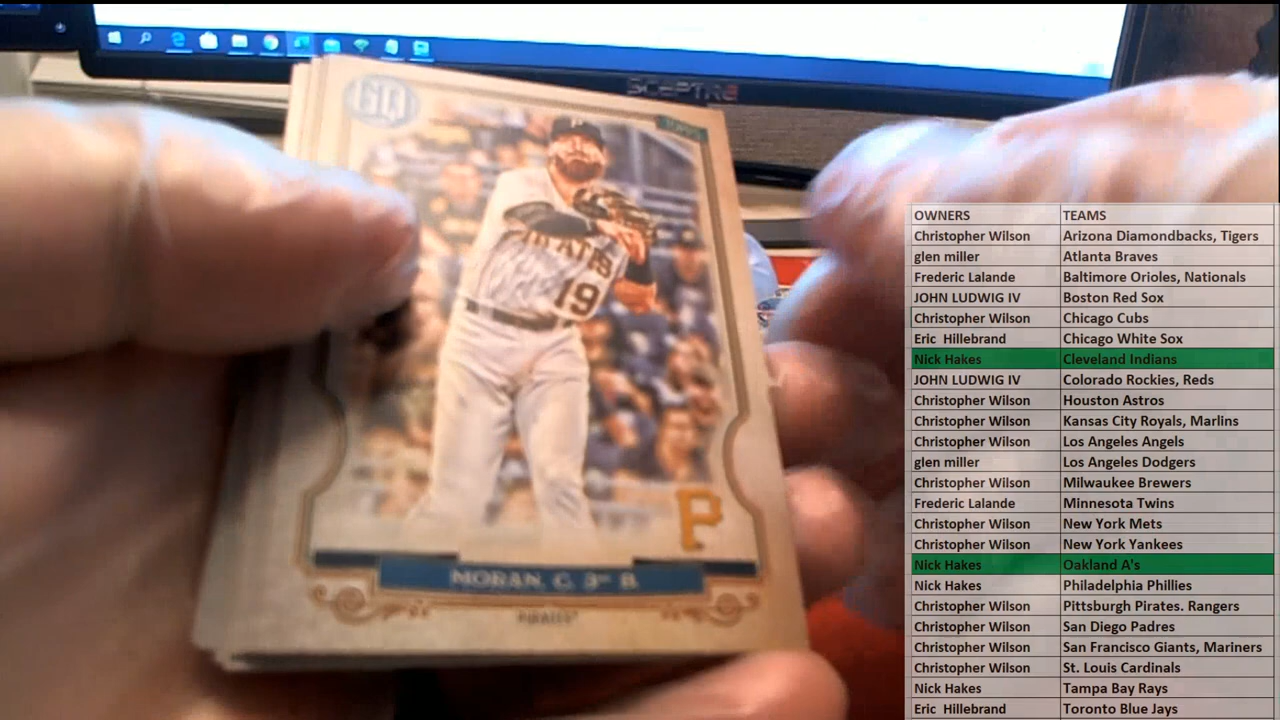 SCEPTRE
GQ
TOPPS
P
PIRATES
19
P
MORAN, C. 3RD B.
PIRATES
OWNERS TEAMS
Christopher Wilson Arizona Diamondbacks, Tigers
glen miller Atlanta Braves
Frederic Lalande Baltimore Orioles, Nationals
JOHN LUDWIG IV Boston Red Sox
Christopher Wilson Chicago Cubs
Eric Hillebrand Chicago White Sox
Nick Hakes Cleveland Indians
JOHN LUDWIG IV Colorado Rockies, Reds
Christopher Wilson Houston Astros
Christopher Wilson Kansas City Royals, Marlins
Christopher Wilson Los Angeles Angels
glen miller Los Angeles Dodgers
Christopher Wilson Milwaukee Brewers
Frederic Lalande Minnesota Twins
Christopher Wilson New York Mets
Christopher Wilson New York Yankees
Nick Hakes Oakland A's
Nick Hakes Philadelphia Phillies
Christopher Wilson Pittsburgh Pirates. Rangers
Christopher Wilson San Diego Padres
Christopher Wilson San Francisco Giants, Mariners
Christopher Wilson St. Louis Cardinals
Nick Hakes Tampa Bay Rays
Eric Hillebrand Toronto Blue Jays